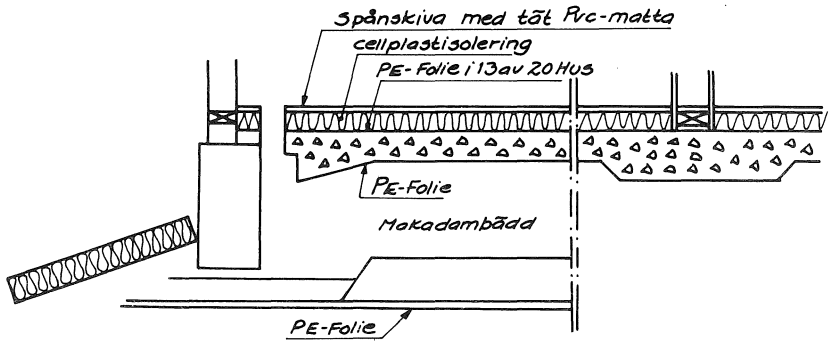 Spånskiva med tät Pvc-matta
cellplastisolering
PE-Folie i 13 av 20 Hus
PE-Folie
Makadambädd
PE-Folie